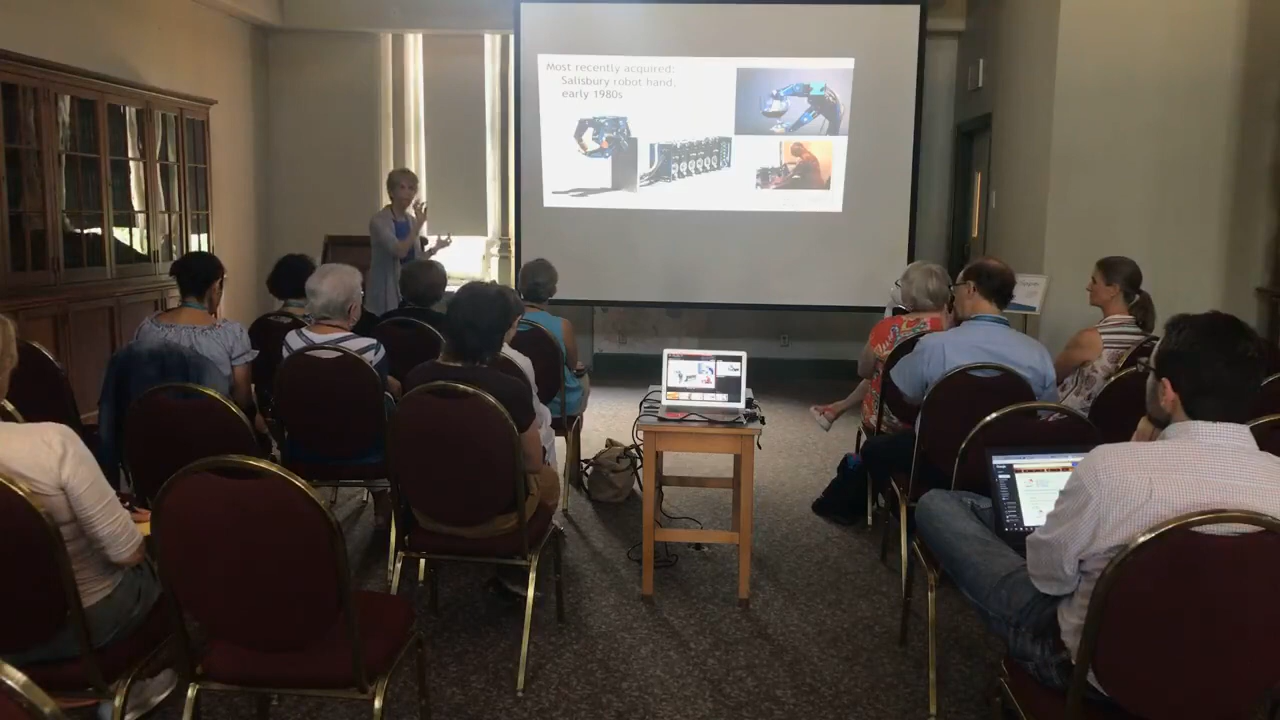 Most recently acquired:
Salisbury robot hand,
early 1980s